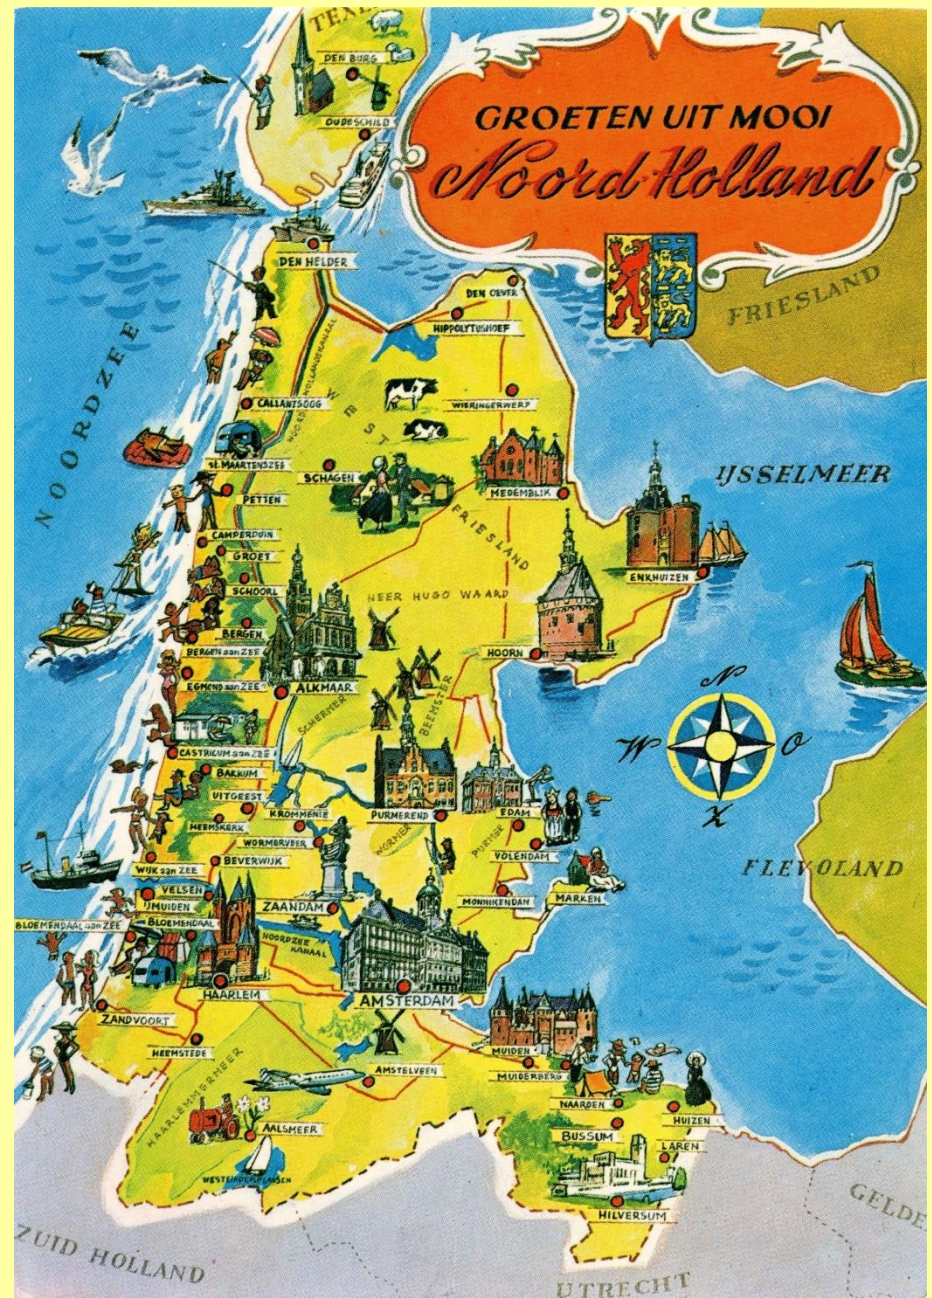 TEXEL
DEN BURG
OUDESCHILD
GROETEN UIT MOOI
Noord-Holland
DEN HELDER
DEN OEVER
HIPPOLYTUSHOEF
FRIESLAND
NOORDZEE
NOORD HOLLANDSKANAAL
CALLANTSOOG
WIERINGERWERF
WEST
FRIESLAND
St. MAARTENSZEE
SCHAGEN
MEDEMBLIK
IJSSELMEER
PETTEN
CAMPERDUIN
GROET
ENKHUIZEN
SCHOORL
HEER HUGO WAARD
BERGEN
BERGEN aan ZEE
HOORN
EGMOND aan ZEE
ALKMAAR
SCHERMER
BEEMSTER
N
W
O
Z
CASTRICUM aan ZEE
BAKKUM
UITGEEST
KROMMENIE
PURMEREND
EDAM
HEEMSKERK
WORMERVEER
WORMER
PURMER
VOLENDAM
WIJK aan ZEE
BEVERWIJK
FLEVOLAND
VELSEN
IJMUIDEN
ZAANDAM
MONNIKENDAM
MARKEN
BLOEMENDAAL aan ZEE
BLOEMENDAAL
NOORDZEE
KANAAL
HAARLEM
AMSTERDAM
ZANDVOORT
HEEMSTEDE
MUIDEN
MUIDERBERG
AMSTELVEEN
HAARLEMMERMEER
NAARDEN
HUIZEN
AALSMEER
BUSSUM
LAREN
WESTEINDERPLASSEN
HILVERSUM
GELDE
ZUID HOLLAND
UTRECHT